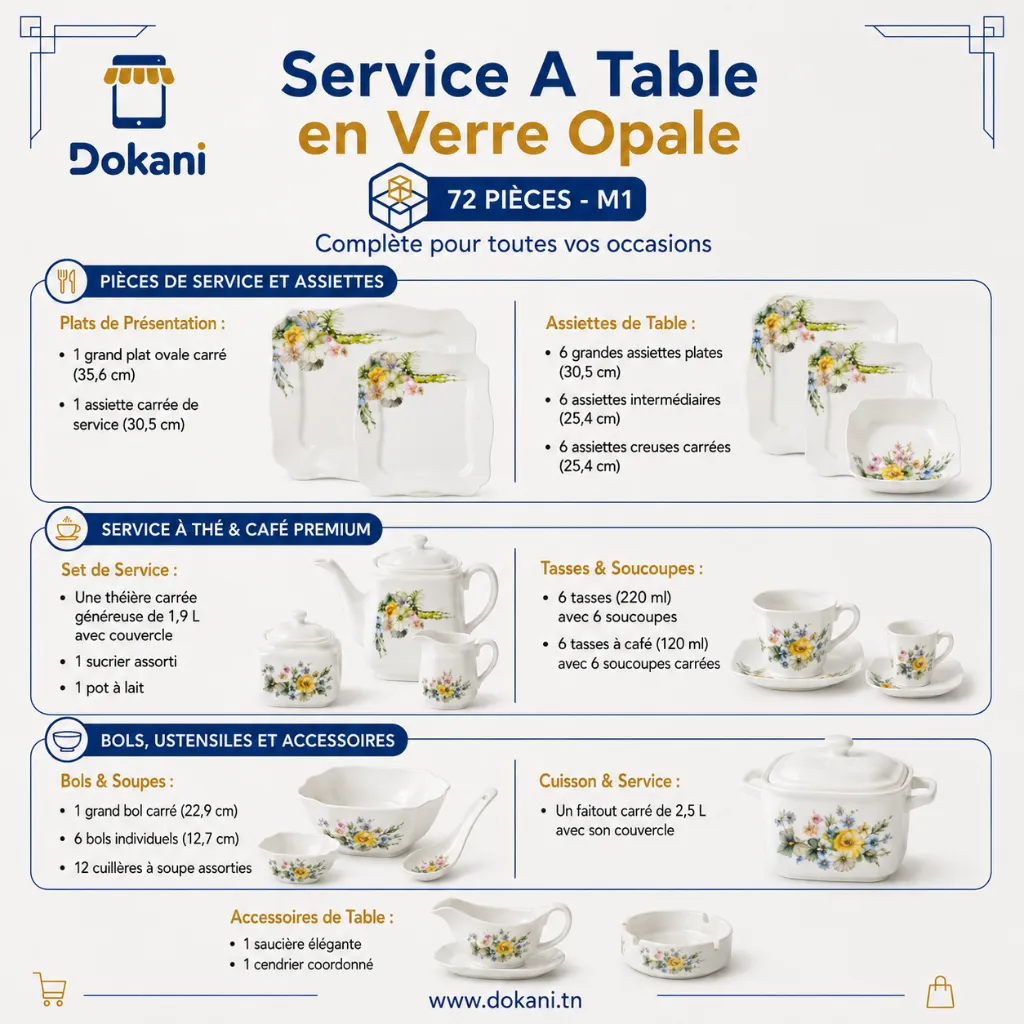 Dokani
Service A Table
en Verre Opale
72 PIÈCES - M1
Complète pour toutes vos occasions
PIÈCES DE SERVICE ET ASSIETTES
Plats de Présentation :
• 1 grand plat ovale carré
(35,6 cm)
• 1 assiette carrée de
service (30,5 cm)
Assiettes de Table :
• 6 grandes assiettes plates
(30,5 cm)
• 6 assiettes intermédiaires
(25,4 cm)
• 6 assiettes creuses carrées
(25,4 cm)
SERVICE À THÉ & CAFÉ PREMIUM
Set de Service :
• Une théière carrée
généreuse de 1,9 L
avec couvercle
• 1 sucrier assorti
• 1 pot à lait
Tasses & Soucoupes :
• 6 tasses (220 ml)
avec 6 soucoupes
• 6 tasses à café (120 ml)
avec 6 soucoupes carrées
BOLS, USTENSILES ET ACCESSOIRES
Bols & Soupes :
• 1 grand bol carré (22,9 cm)
• 6 bols individuels (12,7 cm)
• 12 cuillères à soupe assorties
Cuisson & Service :
• Un faitout carré de 2,5 L
avec son couvercle
Accessoires de Table :
• 1 saucière élégante
• 1 cendrier coordonné
www.dokani.tn